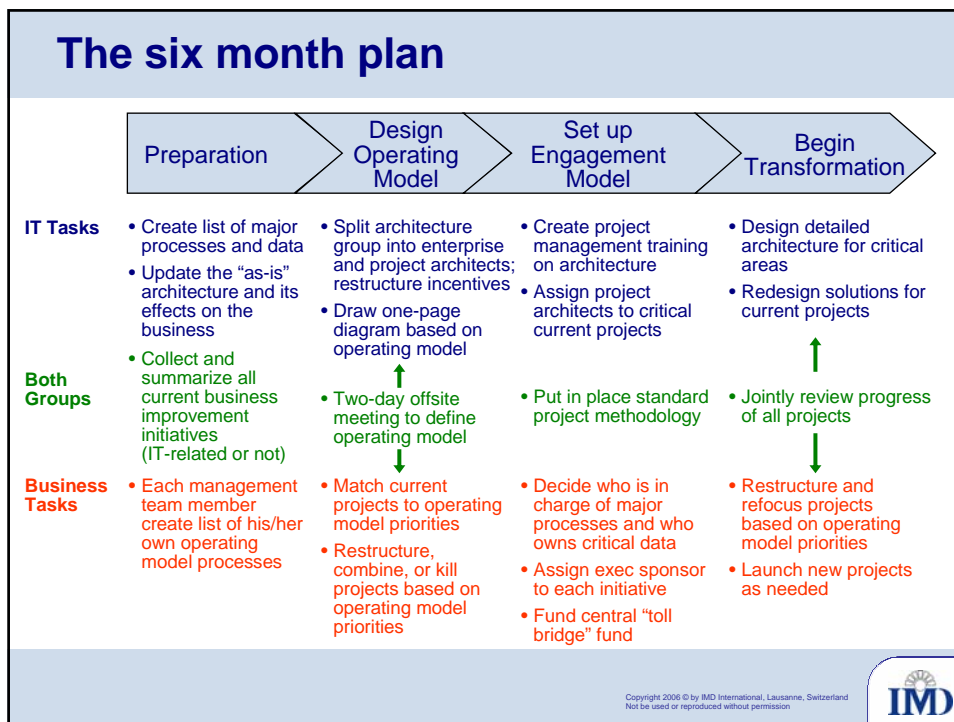 The six month plan
Preparation
Design
Operating
Model
Set up
Engagement
Model
Begin
Transformation
IT Tasks
• Create list of major
processes and data
• Update the “as-is”
architecture and its
effects on the
business
• Split architecture
group into enterprise
and project architects;
restructure incentives
• Draw one-page
diagram based on
operating model
• Create project
management training
on architecture
• Assign project
architects to critical
current projects
• Design detailed
architecture for critical
areas
• Redesign solutions for
current projects
Both
Groups
• Collect and
summarize all
current business
improvement
initiatives
(IT-related or not)
• Two-day offsite
meeting to define
operating model
• Put in place standard
project methodology
• Jointly review progress
of all projects
Business
Tasks
• Each management
team member
create list of his/her
own operating
model processes
• Match current
projects to operating
model priorities
• Restructure,
combine, or kill
projects based on
operating model
priorities
• Decide who is in
charge of major
processes and who
owns critical data
• Assign exec sponsor
to each initiative
• Fund central “toll
bridge” fund
• Restructure and
refocus projects
based on operating
model priorities
• Launch new projects
as needed
Copyright 2006 © by IMD International, Lausanne, Switzerland
Not be used or reproduced without permission
IMD